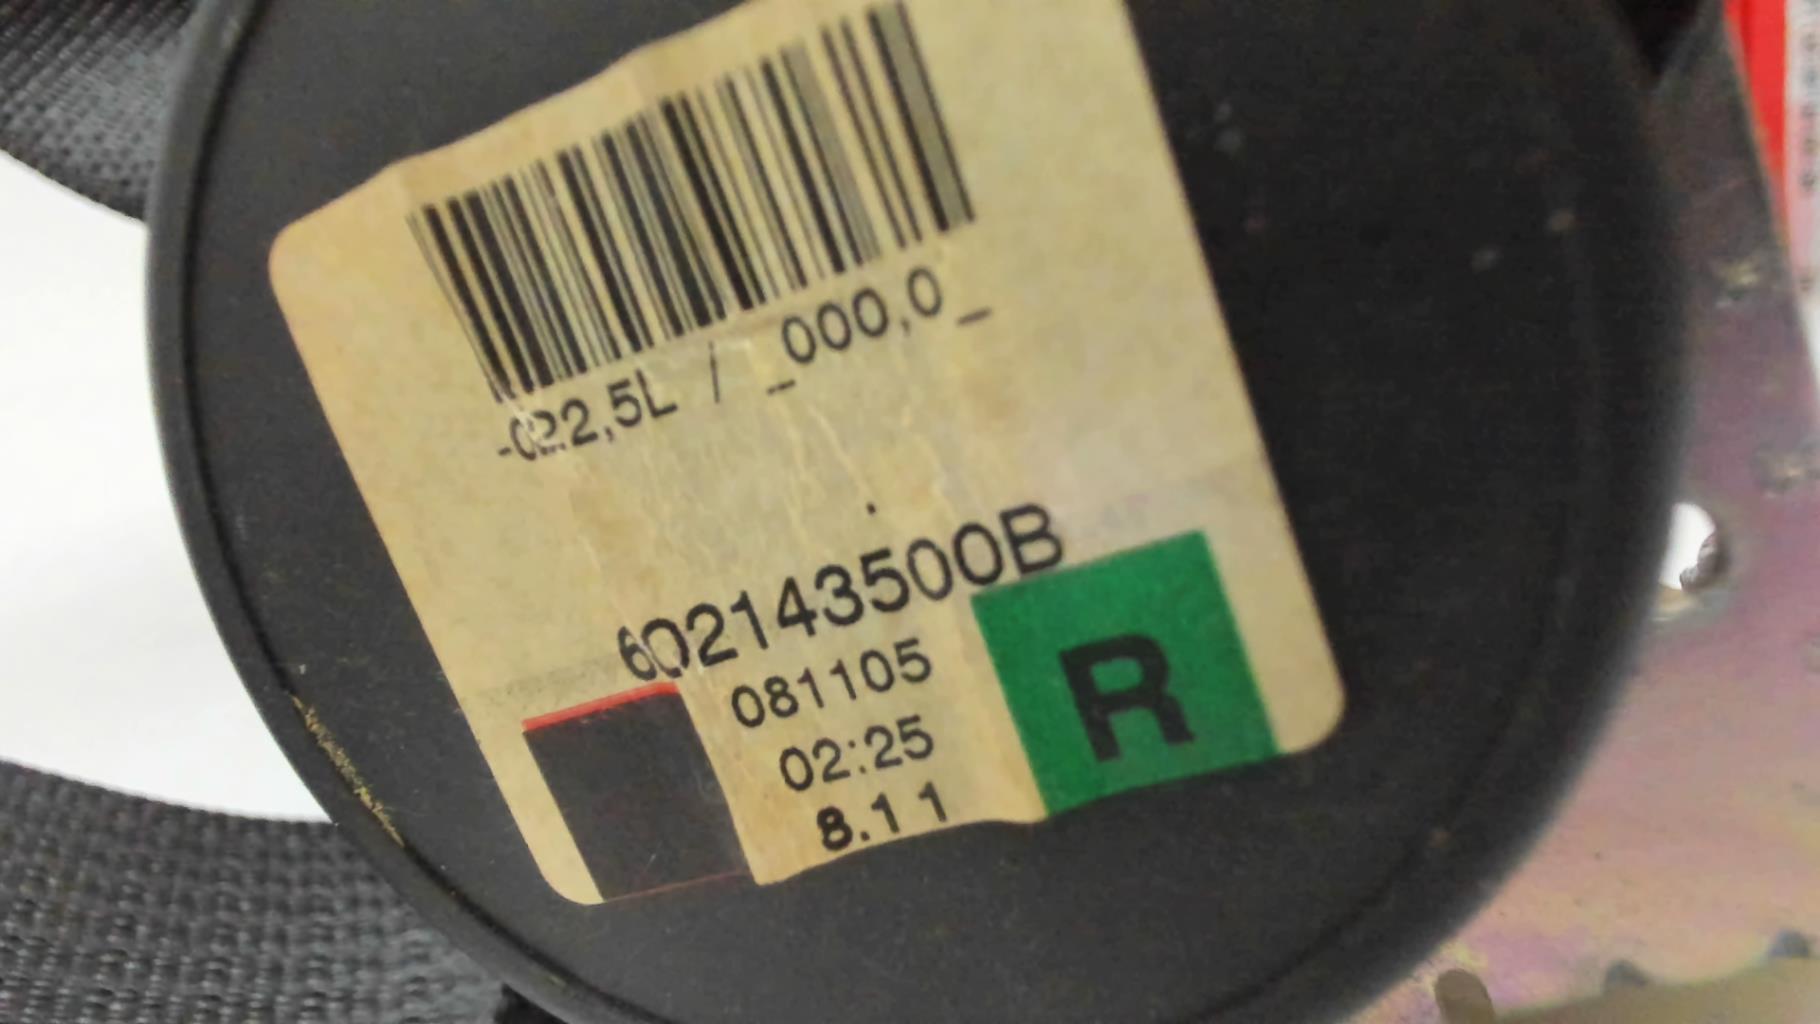 -022,5L / _000,0_
602143500B
081105
02:25
8.11
R